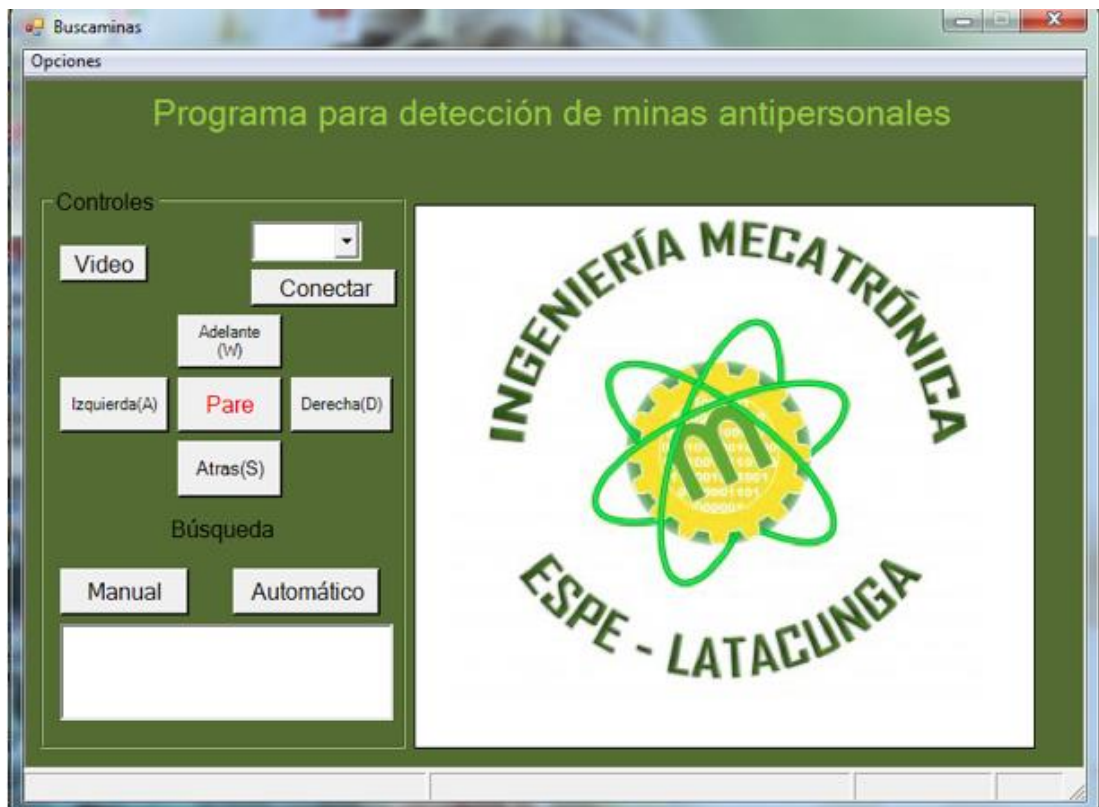 Buscaminas
Opciones
Programa para detección de minas antipersonales
Controles
Video
Conectar
Adelante
(W)
Izquierda(A)
Pare
Derecha(D)
Atras(S)
Búsqueda
Manual
Automático
INGENIERÍA MECATRÓNICA
m
ESPE - LATACUNGA